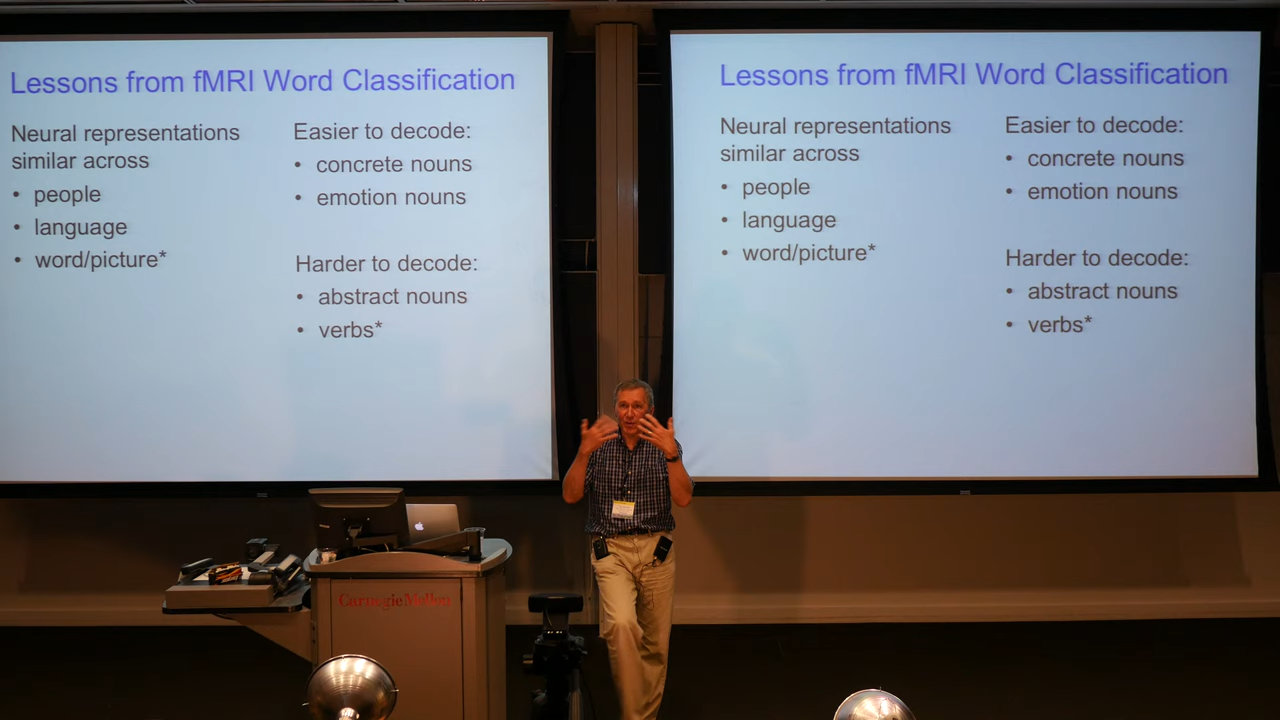 Lessons from fMRI Word Classification
Neural representations
similar across
• people
• language
• word/picture*
Easier to decode:
• concrete nouns
• emotion nouns
Harder to decode:
• abstract nouns
• verbs*
Lessons from fMRI Word Classification
Neural representations
similar across
• people
• language
• word/picture*
Easier to decode:
• concrete nouns
• emotion nouns
Harder to decode:
• abstract nouns
• verbs*
Carnegie Mellon